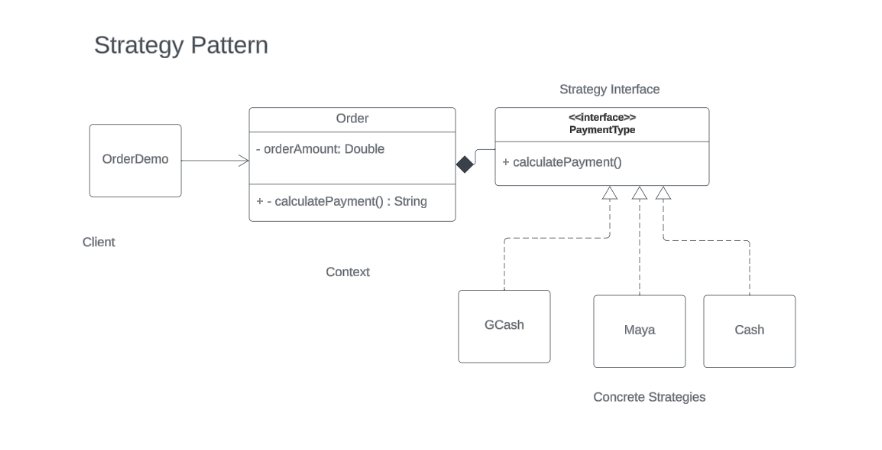 Strategy Pattern
Strategy Interface
OrderDemo
Order
- orderAmount: Double
+ - calculatePayment() : String
<<interface>>
PaymentType
+ calculatePayment()
Client
Context
GCash
Maya
Cash
Concrete Strategies